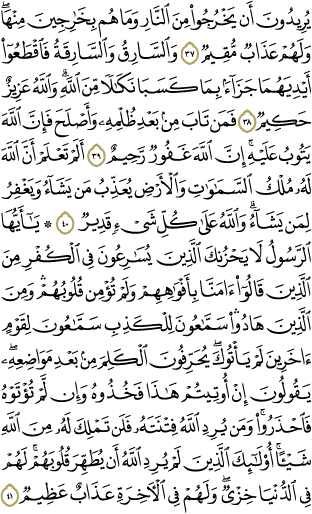 يُرِيدُونَ أَن يَخْرُجُوا۟ مِنَ ٱلنَّارِ وَمَا هُم بِخَٰرِجِينَ مِنْهَا ۖ
وَلَهُمْ عَذَابٌ مُّقِيمٌ ٣٧ وَٱلسَّارِقُ وَٱلسَّارِقَةُ فَٱقْطَعُوٓا۟
أَيْدِيَهُمَا جَزَآءًۢ بِمَا كَسَبَا نَكَٰلًا مِّنَ ٱللَّهِ ۗ وَٱللَّهُ عَزِيزٌ
حَكِيمٌ ٣٨ فَمَن تَابَ مِنۢ بَعْدِ ظُلْمِهِۦ وَأَصْلَحَ فَإِنَّ ٱللَّهَ
يَتُوبُ عَلَيْهِ ۗ إِنَّ ٱللَّهَ غَفُورٌ رَّحِيمٌ ٣٩ أَلَمْ تَعْلَمْ أَنَّ ٱللَّهَ
لَهُۥ مُلْكُ ٱلسَّمَٰوَٰتِ وَٱلْأَرْضِ يُعَذِّبُ مَن يَشَآءُ وَيَغْفِرُ
لِمَن يَشَآءُ ۗ وَٱللَّهُ عَلَىٰ كُلِّ شَىْءٍ قَدِيرٌ ٤٠ ۞ يَٰٓأَيُّهَا
ٱلرَّسُولُ لَا يَحْزُنكَ ٱلَّذِينَ يُسَٰرِعُونَ فِى ٱلْكُفْرِ مِنَ
ٱلَّذِينَ قَالُوٓا۟ ءَامَنَّا بِأَفْوَٰهِهِمْ وَلَمْ تُؤْمِن قُلُوبُهُمْ ۛ وَمِنَ
ٱلَّذِينَ هَادُوا۟ ۛ سَمَّٰعُونَ لِلْكَذِبِ سَمَّٰعُونَ لِقَوْمٍ
ءَاخَرِينَ لَمْ يَأْتُوكَ ۖ يُحَرِّفُونَ ٱلْكَلِمَ مِنۢ بَعْدِ مَوَاضِعِهِۦ ۖ
يَقُولُونَ إِنْ أُوتِيتُمْ هَٰذَا فَخُذُوهُ وَإِن لَّمْ تُؤْتَوْهُ
فَٱحْذَرُوا۟ ۚ وَمَن يُرِدِ ٱللَّهُ فِتْنَتَهُۥ فَلَن تَمْلِكَ لَهُۥ مِنَ ٱللَّهِ
شَيْـًٔا ۚ أُو۟لَٰٓئِكَ ٱلَّذِينَ لَمْ يُرِدِ ٱللَّهُ أَن يُطَهِّرَ قُلُوبَهُمْ ۚ لَهُمْ
فِى ٱلدُّنْيَا خِزْىٌ ۖ وَلَهُمْ فِى ٱلْءَاخِرَةِ عَذَابٌ عَظِيمٌ ٤١